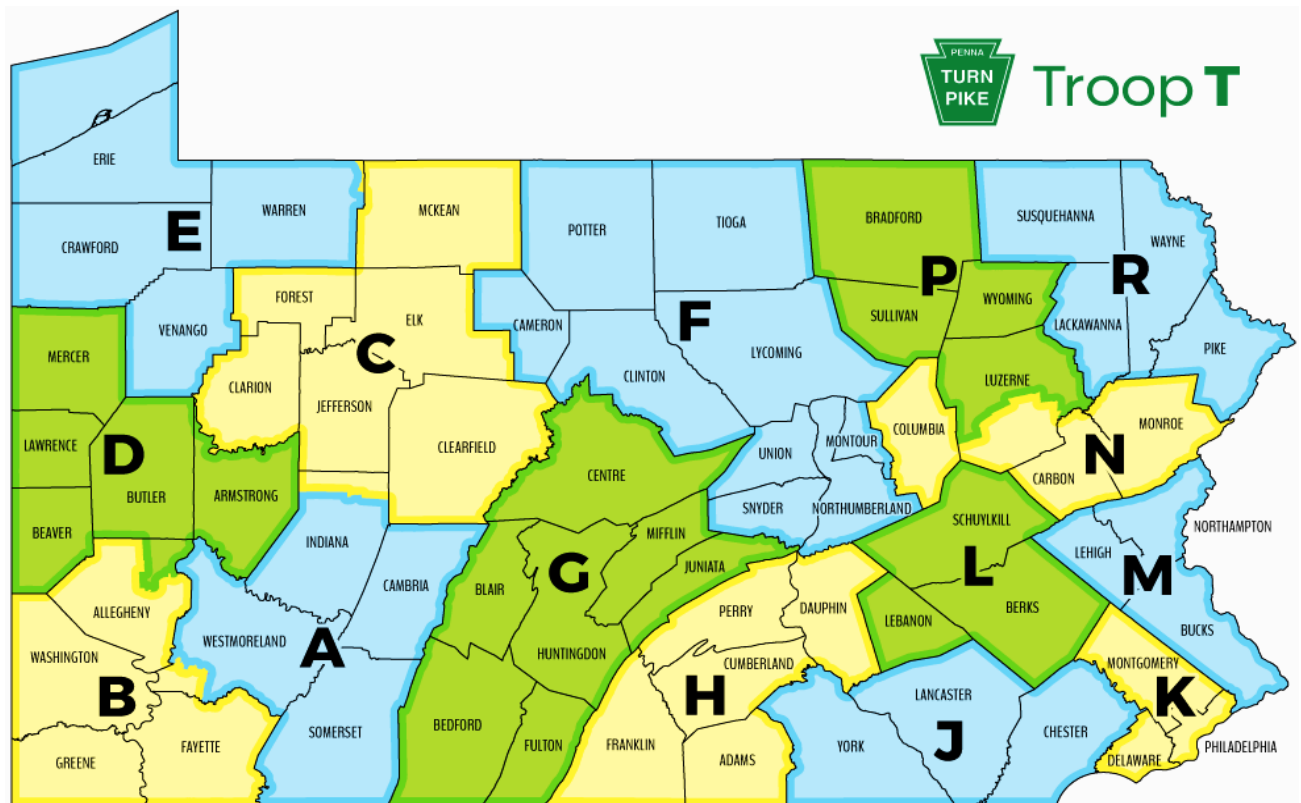 PENNA
TURN
PIKE
Troop T
ERIE
WARREN
MCKEAN
POTTER
TIOGA
BRADFORD
SUSQUEHANNA
WAYNE
CRAWFORD
E
P
R
FOREST
VENANGO
ELK
CAMERON
F
SULLIVAN
WYOMING
LACKAWANNA
MERCER
C
CLINTON
LYCOMING
LUZERNE
PIKE
CLARION
JEFFERSON
LAWRENCE
D
CLEARFIELD
UNION
MONTOUR
COLUMBIA
MONROE
N
CARBON
BUTLER
ARMSTRONG
CENTRE
SNYDER
NORTHUMBERLAND
SCHUYLKILL
NORTHAMPTON
BEAVER
INDIANA
MIFFLIN
LEHIGH
M
CAMBRIA
BLAIR
G
JUNIATA
L
BERKS
ALLEGHENY
PERRY
DAUPHIN
LEBANON
BUCKS
WASHINGTON
WESTMORELAND
A
HUNTINGDON
CUMBERLAND
MONTGOMERY
B
H
LANCASTER
K
SOMERSET
BEDFORD
FULTON
FRANKLIN
YORK
J
CHESTER
PHILADELPHIA
GREENE
FAYETTE
ADAMS
DELAWARE